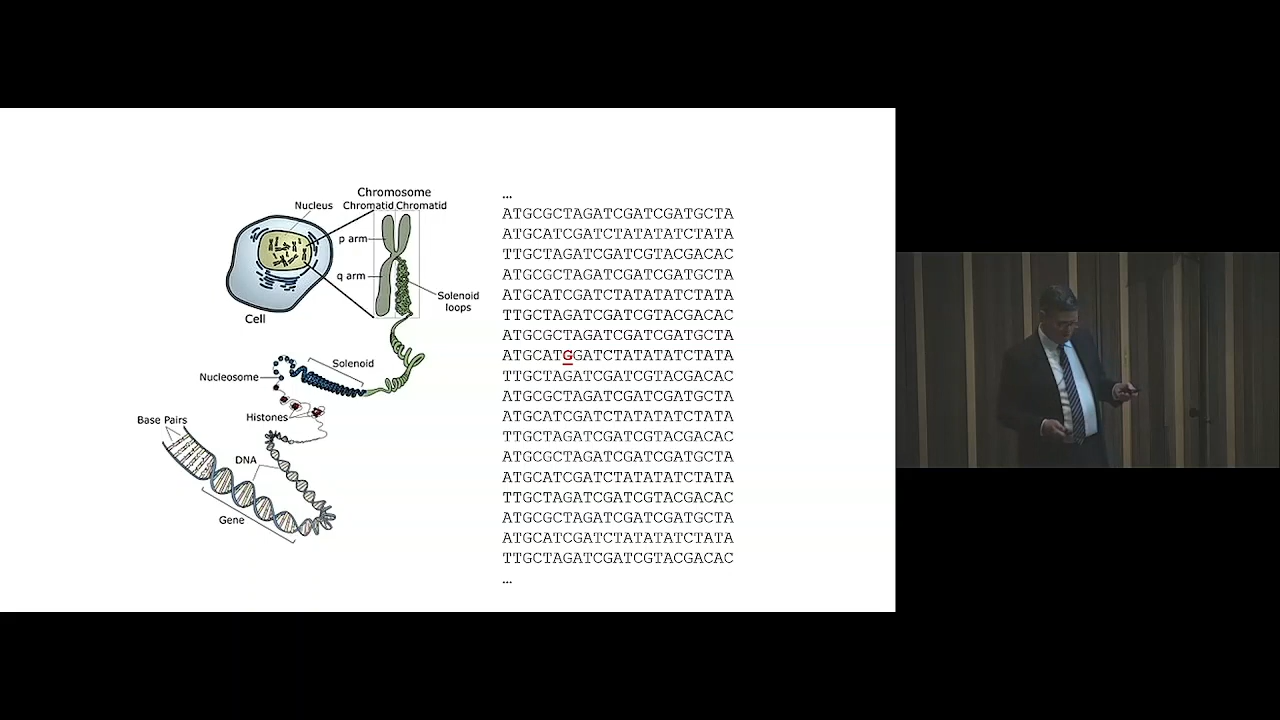 Chromosome
Nucleus
Chromatid Chromatid
p arm
q arm
Solenoid
loops
Cell
Solenoid
Nucleosome
Histones
Base Pairs
DNA
Gene
...
ATGCGCTAGATCGATCGATGCTA
ATGCATCGATCTATATATCTATA
TTGCTAGATCGATCGTACGACAC
ATGCGCTAGATCGATCGATGCTA
ATGCATCGATCTATATATCTATA
TTGCTAGATCGATCGTACGACAC
ATGCGCTAGATCGATCGATGCTA
ATGCATGGATCTATATATCTATA
TTGCTAGATCGATCGTACGACAC
ATGCGCTAGATCGATCGATGCTA
ATGCATCGATCTATATATCTATA
TTGCTAGATCGATCGTACGACAC
ATGCGCTAGATCGATCGATGCTA
ATGCATCGATCTATATATCTATA
TTGCTAGATCGATCGTACGACAC
ATGCGCTAGATCGATCGATGCTA
ATGCATCGATCTATATATCTATA
TTGCTAGATCGATCGTACGACAC
...